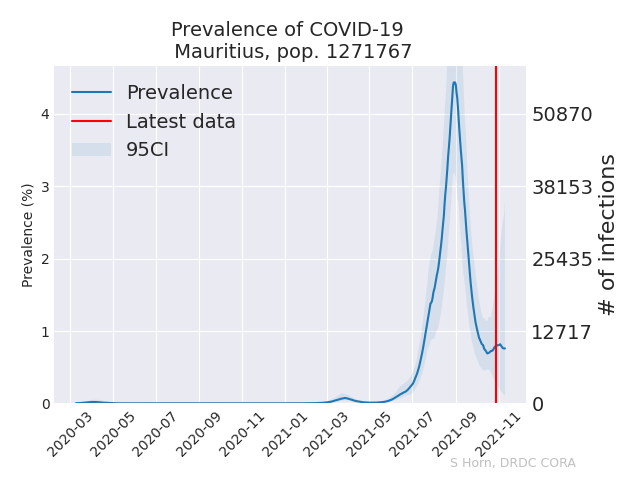 Prevalence of COVID-19
Mauritius, pop. 1271767
Prevalence
Latest data
95CI
Prevalence (%)
4
3
2
1
0
50870
38153
25435
12717
0
# of infections
2020-03
2020-05
2020-07
2020-09
2020-11
2021-01
2021-03
2021-05
2021-07
2021-09
2021-11
S Horn, DRDC CORA